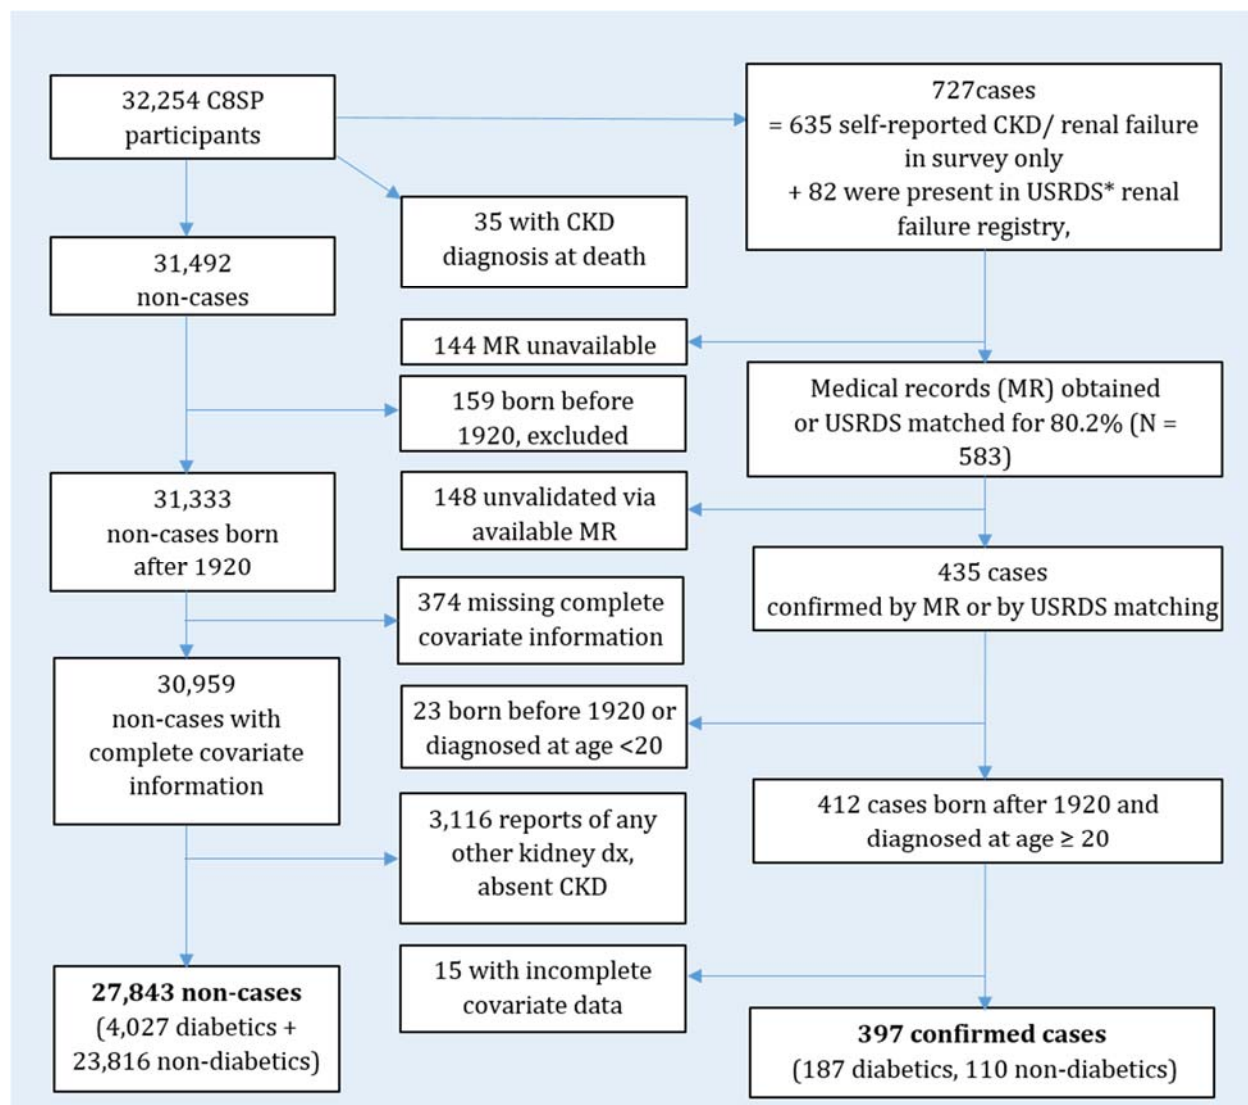 32,254 C8SP
participants
727cases
= 635 self-reported CKD/ renal failure
in survey only
+ 82 were present in USRDS* renal
failure registry,
35 with CKD
diagnosis at death
31,492
non-cases
144 MR unavailable
159 born before
1920, excluded
Medical records (MR) obtained
or USRDS matched for 80.2% (N =
583)
31,333
non-cases born
after 1920
148 unvalidated via
available MR
435 cases
confirmed by MR or by USRDS matching
374 missing complete
covariate information
30,959
non-cases with
complete covariate
information
23 born before 1920 or
diagnosed at age <20
412 cases born after 1920 and
diagnosed at age ≥ 20
3,116 reports of any
other kidney dx,
absent CKD
15 with incomplete
covariate data
27,843 non-cases
(4,027 diabetics +
23,816 non-diabetics)
397 confirmed cases
(187 diabetics, 110 non-diabetics)